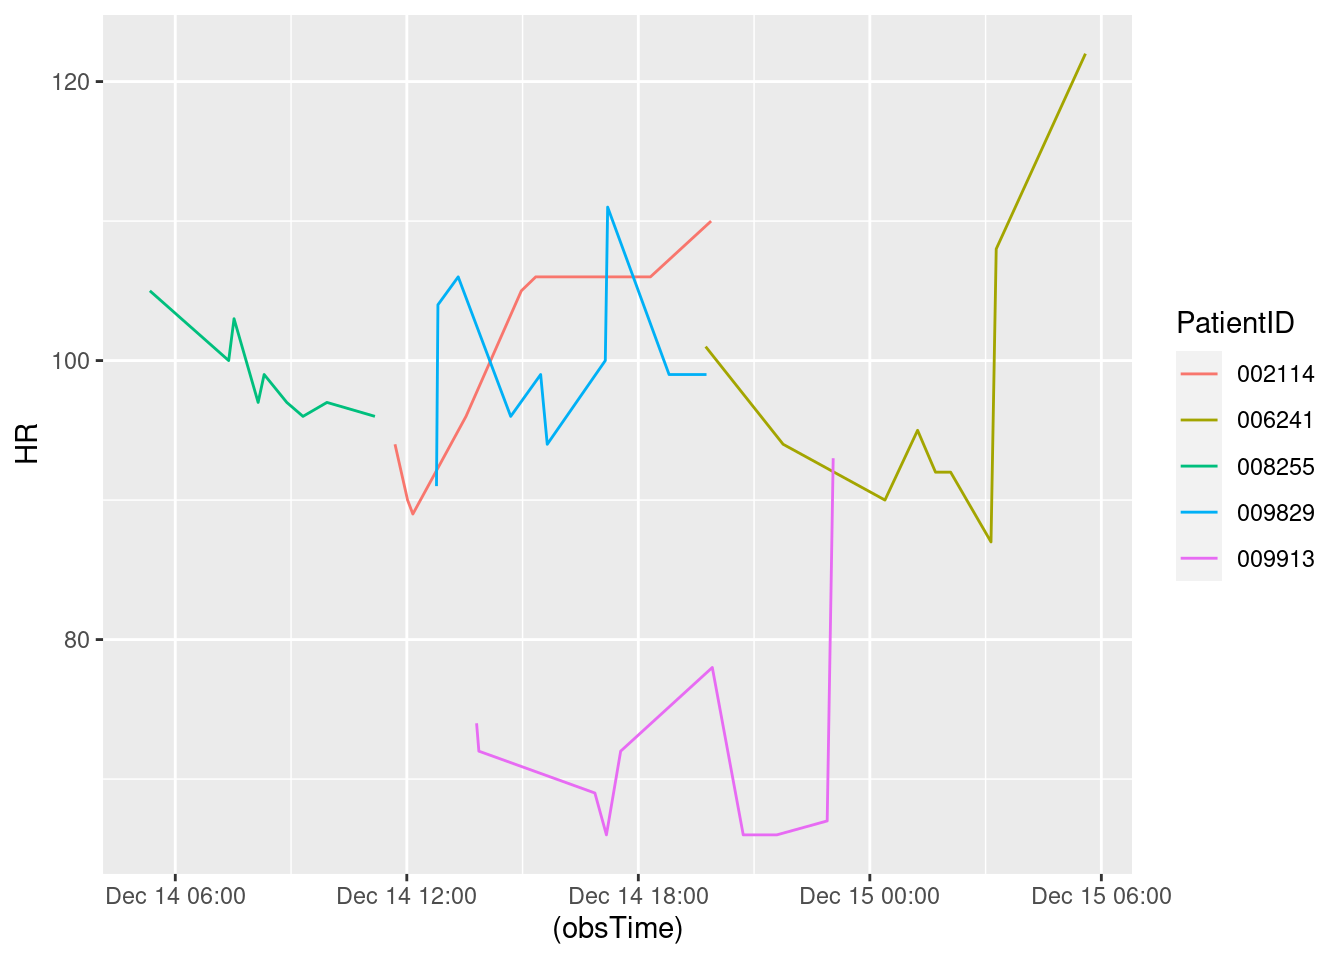 120
100
80
HR
Dec 14 06:00
Dec 14 12:00
Dec 14 18:00
Dec 15 00:00
Dec 15 06:00
(obsTime)
PatientID
002114
006241
008255
009829
009913